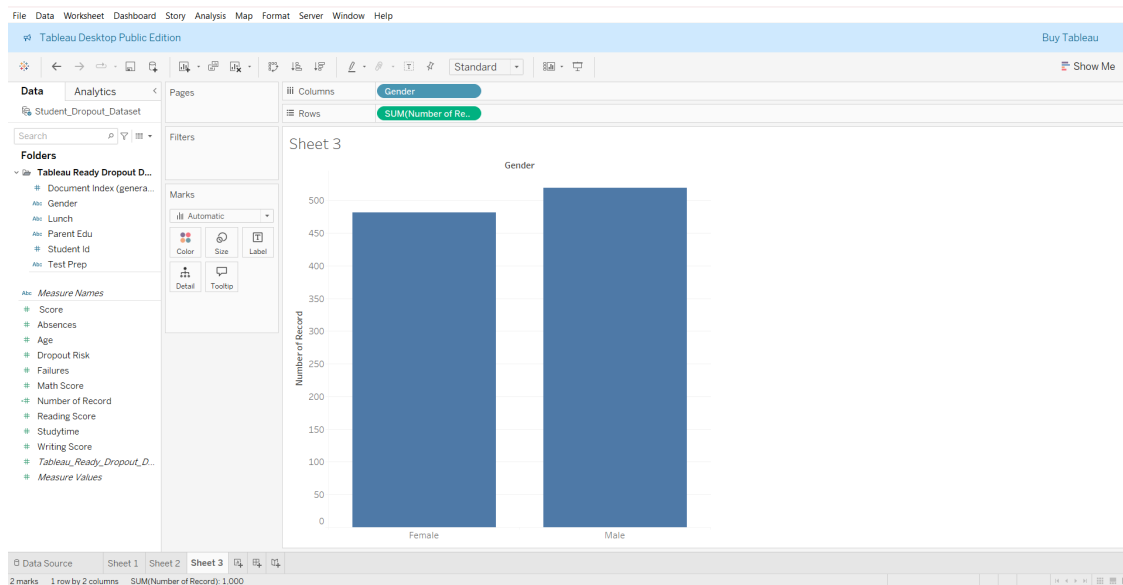 File Data Worksheet Dashboard Story Analysis Map Format Server Window Help
Tableau Desktop Public Edition Buy Tableau
Standard Show Me
Data Analytics
Student_Dropout_Dataset
Search
Folders
Tableau Ready Dropout D...
# Document Index (genera...
Abc Gender
Abc Lunch
Abc Parent Edu
# Student Id
Abc Test Prep
Abc Measure Names
# Score
# Absences
# Age
# Dropout Risk
# Failures
# Math Score
# Number of Record
# Reading Score
# Studytime
# Writing Score
# Tableau_Ready_Dropout_D...
# Measure Values
Pages
Filters
Marks
Automatic
Color Size Label
Detail Tooltip
Columns Gender
Rows SUM(Number of Re..
Sheet 3
Gender
500
450
400
350
300
250
200
150
100
50
0
Number of Record
Female Male
Data Source Sheet 1 Sheet 2 Sheet 3
2 marks 1 row by 2 columns SUM(Number of Record): 1,000